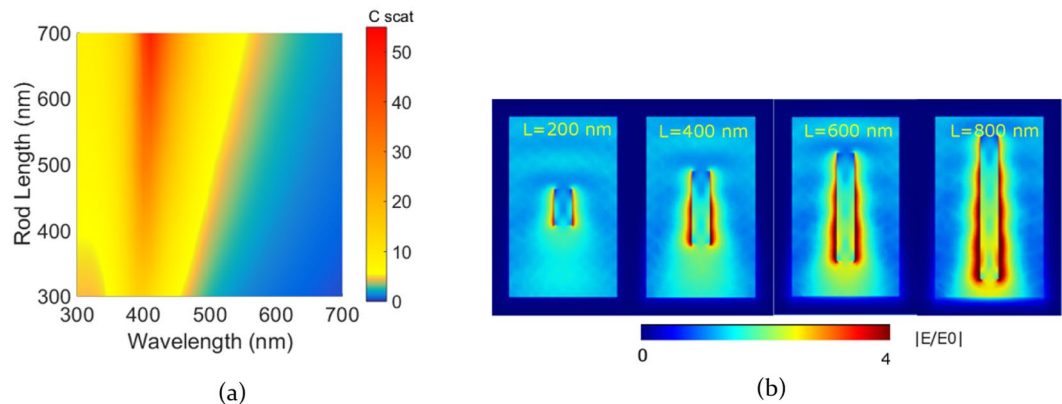 C scat
700
600
500
400
300
Rod Length (nm)
300 400 500 600 700
Wavelength (nm)
50
40
30
20
10
0
(a)
L=200 nm L=400 nm L=600 nm L=800 nm
0 4 |E/E0|
(b)